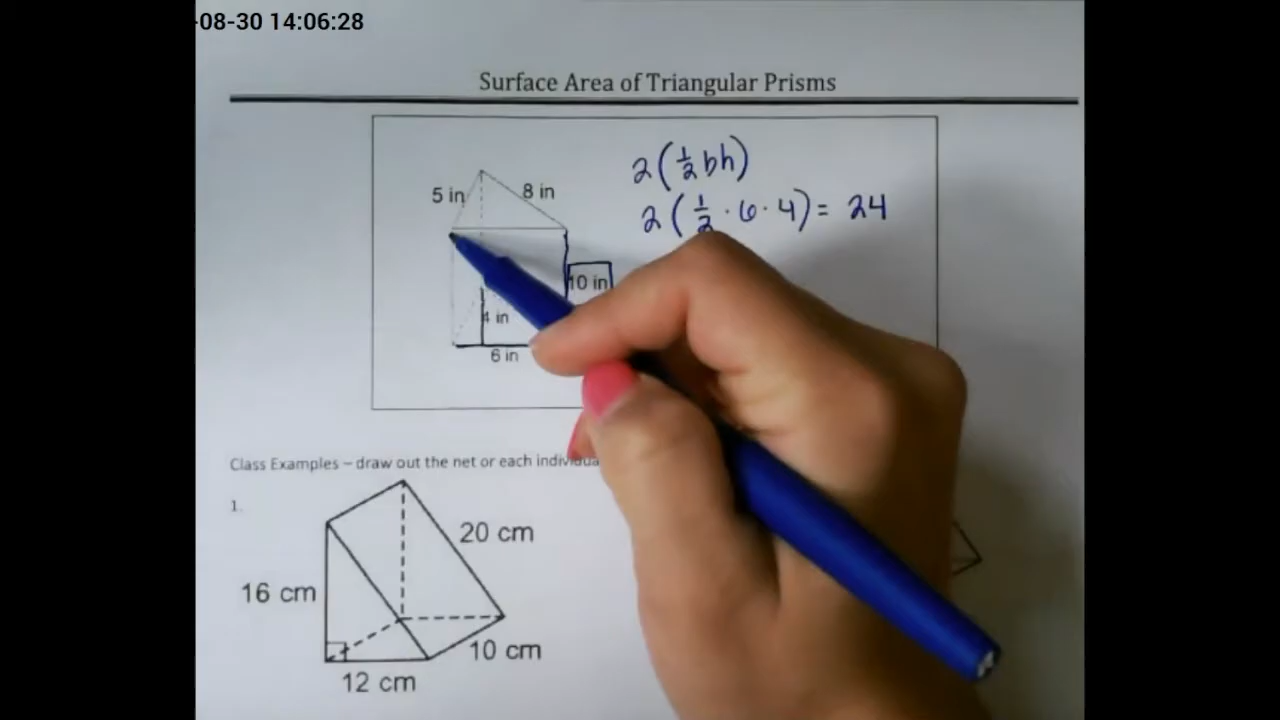 -08-30 14:06:28
Surface Area of Triangular Prisms
2(½bh)
5 in
8 in
2(½·6·4)= 24
10 in
4 in
6 in
Class Examples – draw out the net or each
1.
20 cm
16 cm
10 cm
12 cm